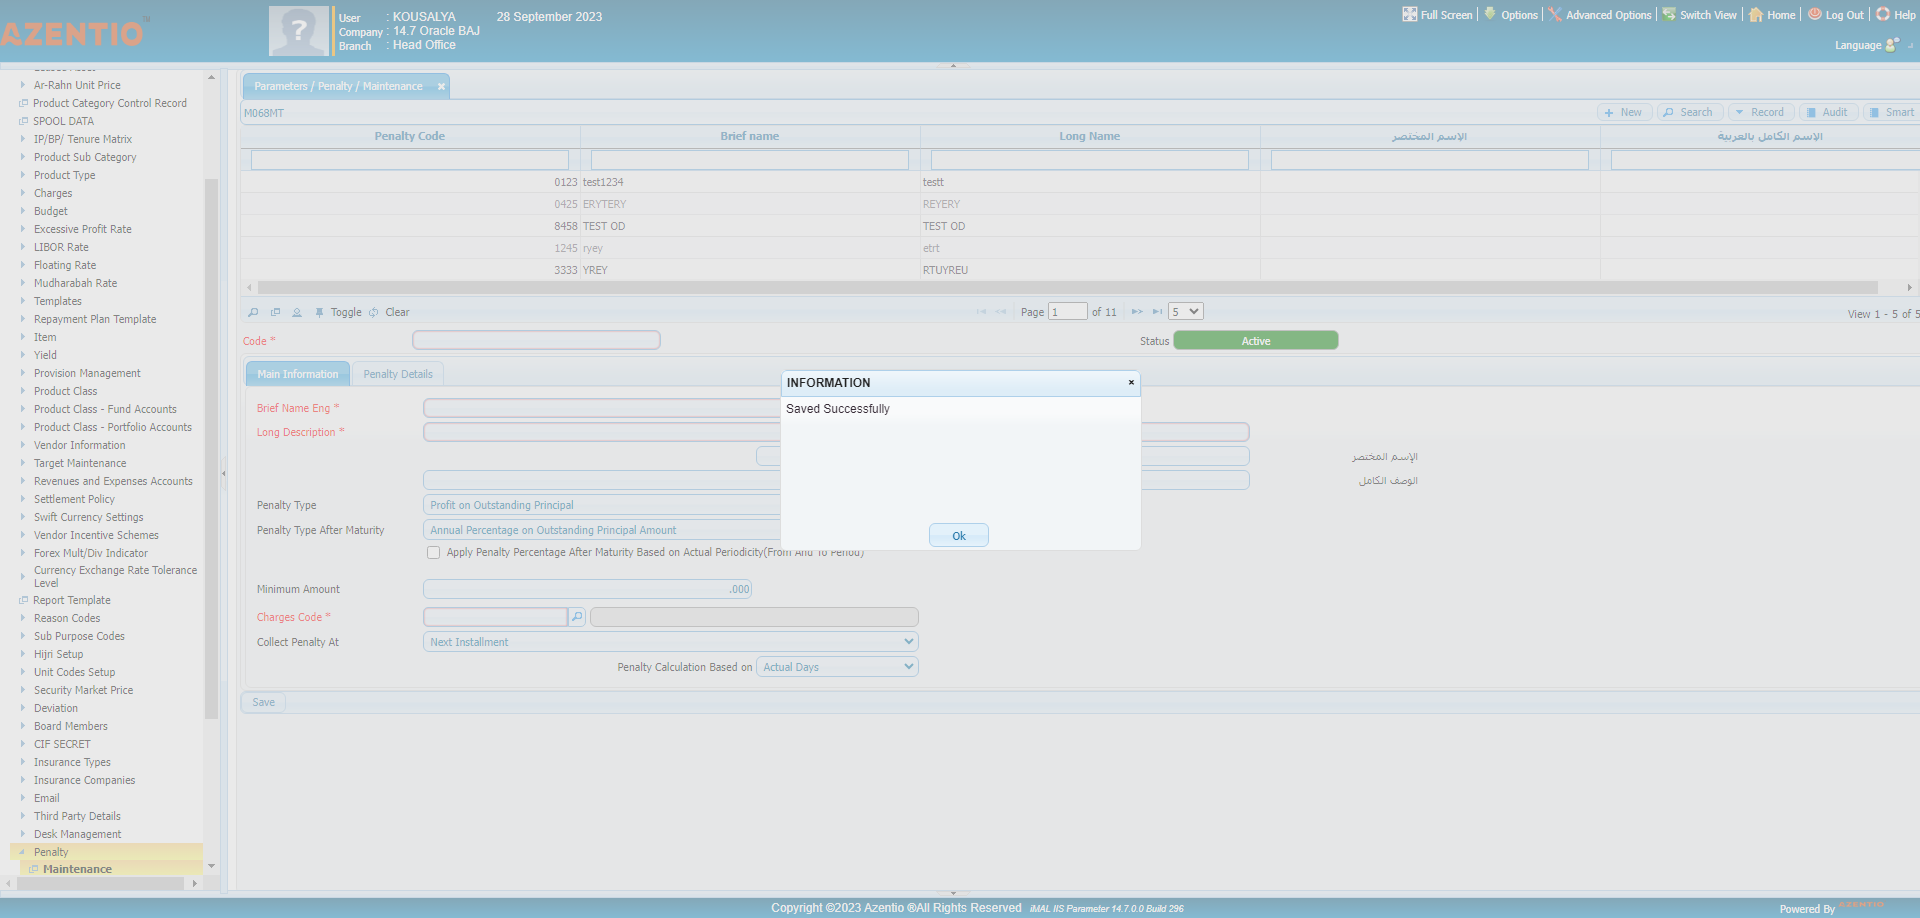 AZENTIO™
User : KOUSALYA 28 September 2023
Company : 14.7 Oracle BAJ
Branch : Head Office
Full Screen Options Advanced Options Switch View Home Log Out Help
Language
Ar-Rahn Unit Price
Product Category Control Record
SPOOL DATA
IP/BP/ Tenure Matrix
Product Sub Category
Product Type
Charges
Budget
Excessive Profit Rate
LIBOR Rate
Floating Rate
Mudharabah Rate
Templates
Repayment Plan Template
Item
Yield
Provision Management
Product Class
Product Class - Fund Accounts
Product Class - Portfolio Accounts
Vendor Information
Target Maintenance
Revenues and Expenses Accounts
Settlement Policy
Swift Currency Settings
Vendor Incentive Schemes
Forex Mult/Div Indicator
Currency Exchange Rate Tolerance
Level
Report Template
Reason Codes
Sub Purpose Codes
Hijri Setup
Unit Codes Setup
Security Market Price
Deviation
Board Members
CIF SECRET
Insurance Types
Insurance Companies
Email
Third Party Details
Desk Management
Penalty
Maintenance
Parameters / Penalty / Maintenance
M068MT
New Search Record Audit Smart
Penalty Code Brief name Long Name الإسم المختصر الإسم الكامل بالعربية
0123 test1234 testt
0425 ERYTERY REYERY
8458 TEST OD TEST OD
1245 ryey etrt
3333 YREY RTUYREU
Toggle Clear Page 1 of 11 5 View 1 - 5 of 5
Code * Status Active
Main Information Penalty Details
Brief Name Eng *
Long Description *
الإسم المختصر
الوصف الكامل
Penalty Type Profit on Outstanding Principal
Penalty Type After Maturity Annual Percentage on Outstanding Principal Amount
Apply Penalty Percentage After Maturity Based on Actual Periodicity(From And To Period)
Minimum Amount .000
Charges Code *
Collect Penalty At Next Installment
Penalty Calculation Based on Actual Days
Save
INFORMATION
Saved Successfully
Ok
Copyright ©2023 Azentio ®All Rights Reserved iMAL IIS Parameter 14.7.0.0 Build 296
Powered By AZENTIO